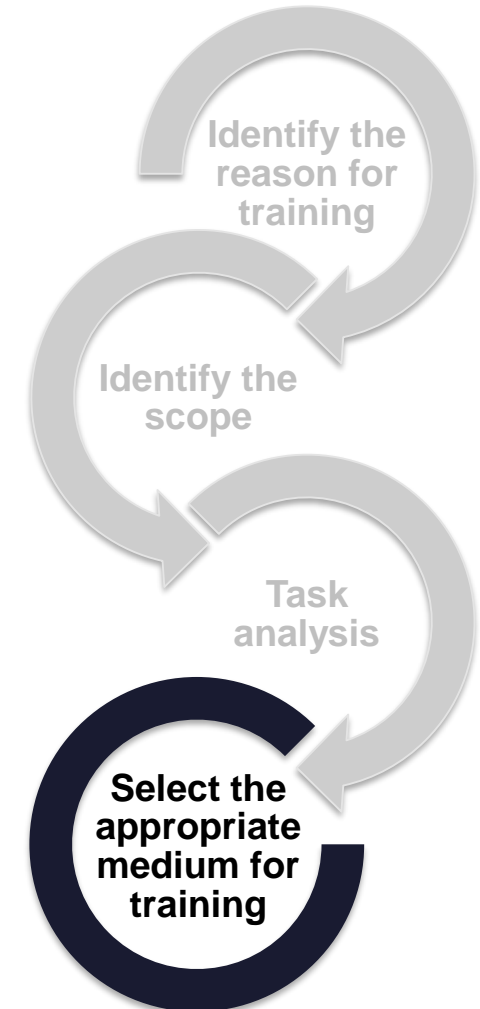 Identify the
reason for
training
Identify the
scope
Task
analysis
Select the
appropriate
medium for
training